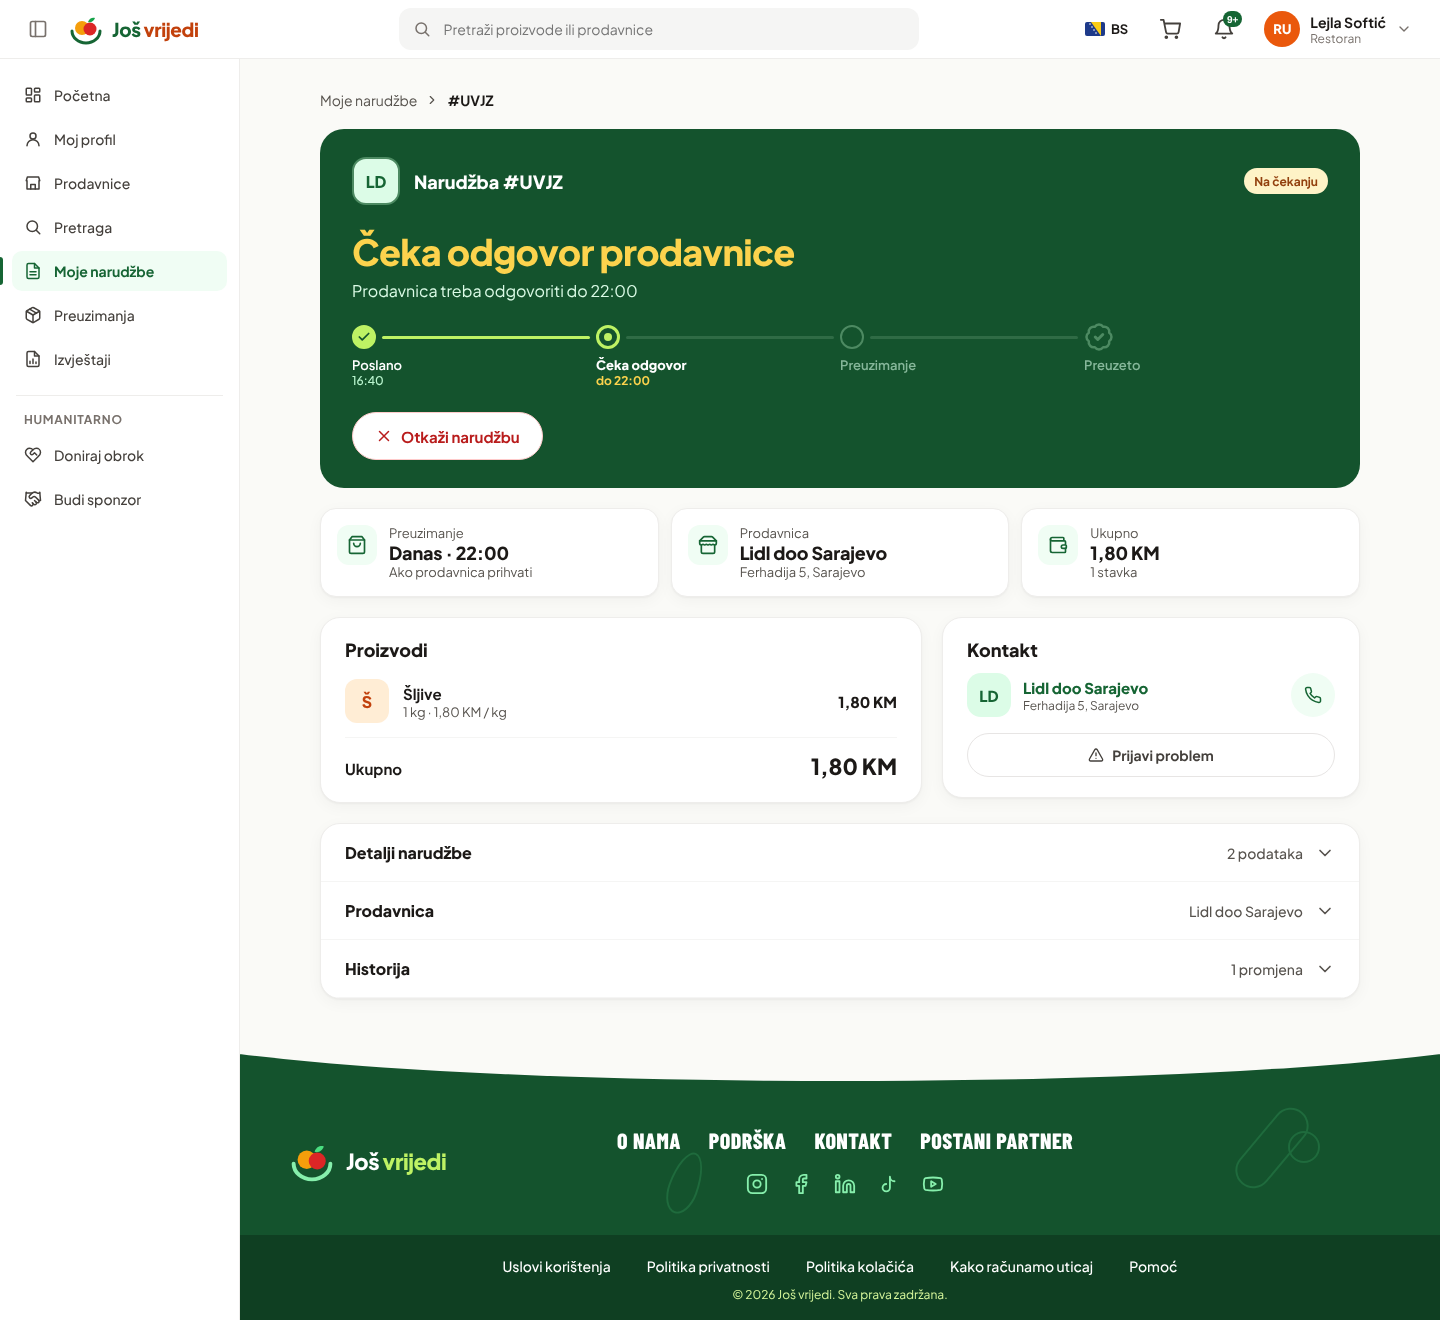 Još vrijedi
Pretraži proizvode ili prodavnice
BS
9+
RU
Lejla Softić
Restoran
Početna
Moj profil
Prodavnice
Pretraga
Moje narudžbe
Preuzimanja
Izvještaji
HUMANITARNO
Doniraj obrok
Budi sponzor
Moje narudžbe > #UVJZ
LD
Narudžba #UVJZ
Na čekanju
Čeka odgovor prodavnice
Prodavnica treba odgovoriti do 22:00
Poslano
16:40
Čeka odgovor
do 22:00
Preuzimanje
Preuzeto
Otkaži narudžbu
Preuzimanje
Danas · 22:00
Ako prodavnica prihvati
Prodavnica
Lidl doo Sarajevo
Ferhadija 5, Sarajevo
Ukupno
1,80 KM
1 stavka
Proizvodi
Š
Šljive
1 kg · 1,80 KM / kg
1,80 KM
Ukupno
1,80 KM
Kontakt
LD
Lidl doo Sarajevo
Ferhadija 5, Sarajevo
Prijavi problem
Detalji narudžbe
2 podataka
Prodavnica
Lidl doo Sarajevo
Historija
1 promjena
Još vrijedi
O NAMA
PODRŠKA
KONTAKT
POSTANI PARTNER
Uslovi korištenja
Politika privatnosti
Politika kolačića
Kako računamo uticaj
Pomoć
© 2026 Još vrijedi. Sva prava zadržana.